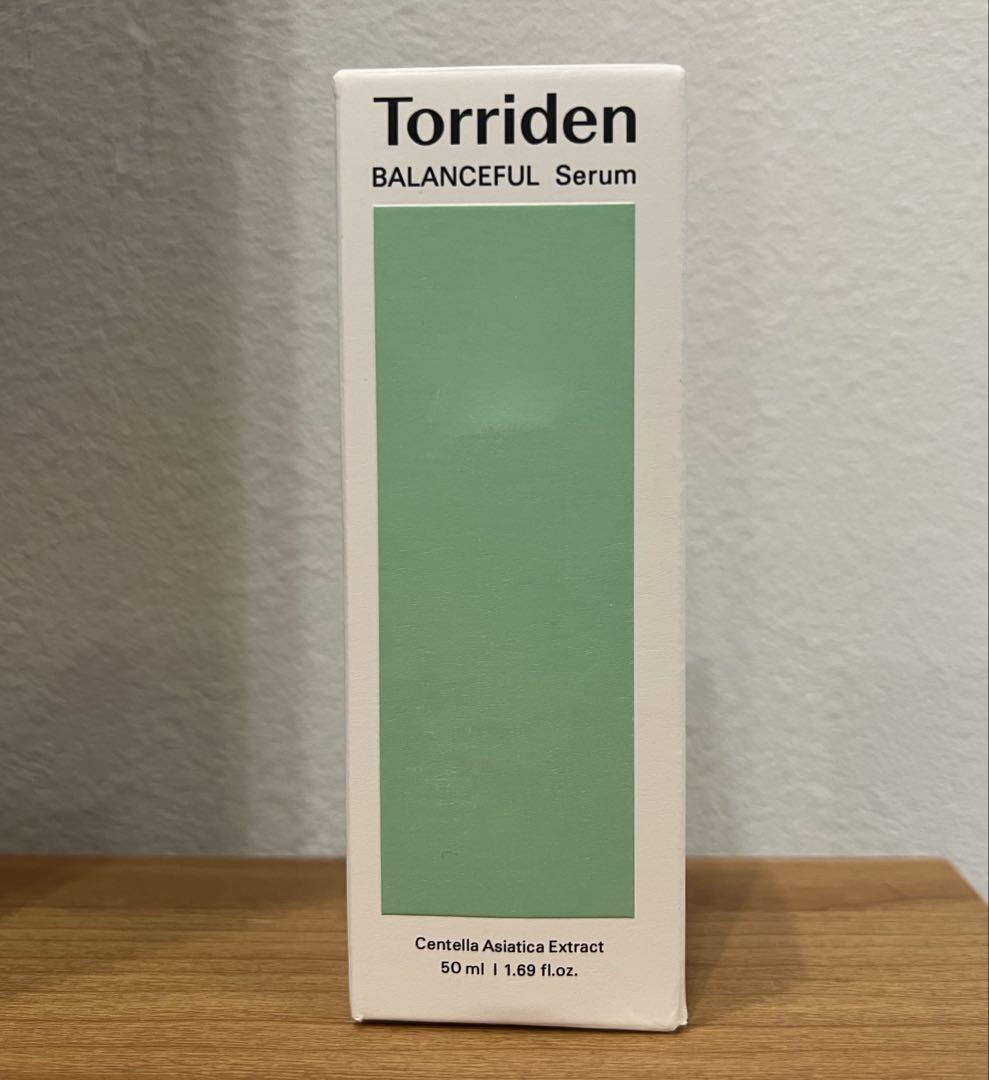 Torriden
BALANCEFUL Serum
Centella Asiatica Extract
50 ml | 1.69 fl.oz.